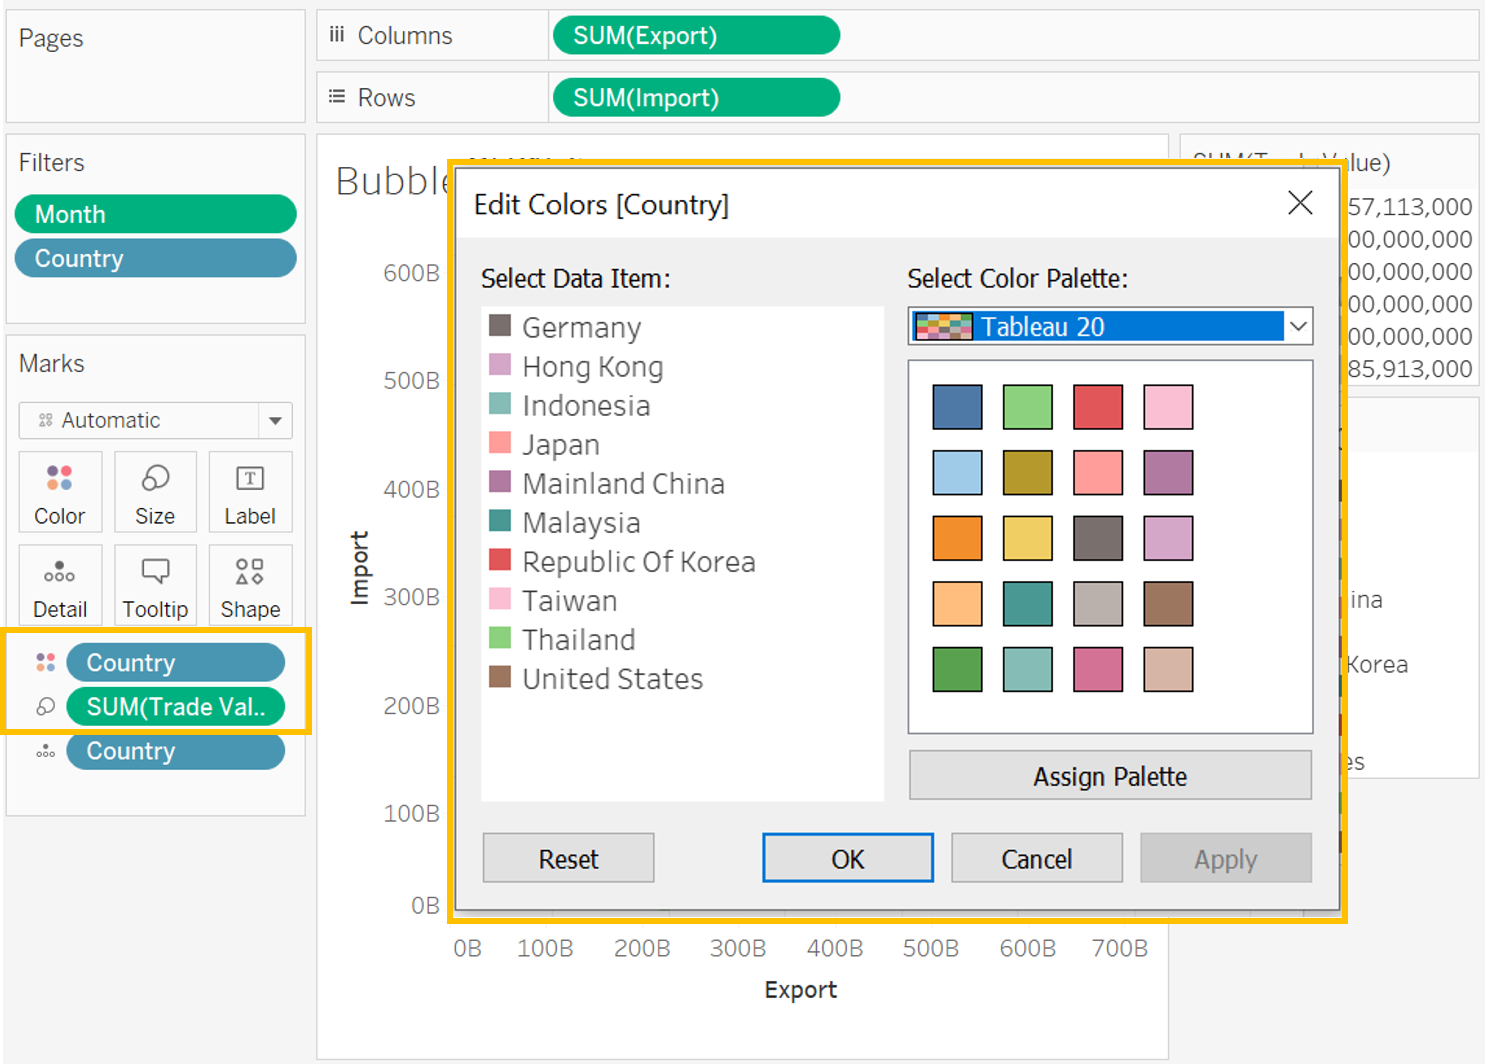 Pages
Columns
SUM(Export)
Rows
SUM(Import)
Filters
Month
Country
Marks
Automatic
Color
Size
Label
Detail
Tooltip
Shape
Country
SUM(Trade Val..
Country
Bubble
600B
500B
400B
300B
200B
100B
0B
Import
0B 100B 200B 300B 400B 500B 600B 700B
Export
Edit Colors [Country]
Select Data Item:
Germany
Hong Kong
Indonesia
Japan
Mainland China
Malaysia
Republic Of Korea
Taiwan
Thailand
United States
Select Color Palette:
Tableau 20
Assign Palette
Reset
OK
Cancel
Apply
SUM(Trade Value)
57,113,000
00,000,000
00,000,000
00,000,000
00,000,000
85,913,000
ina
Korea
es